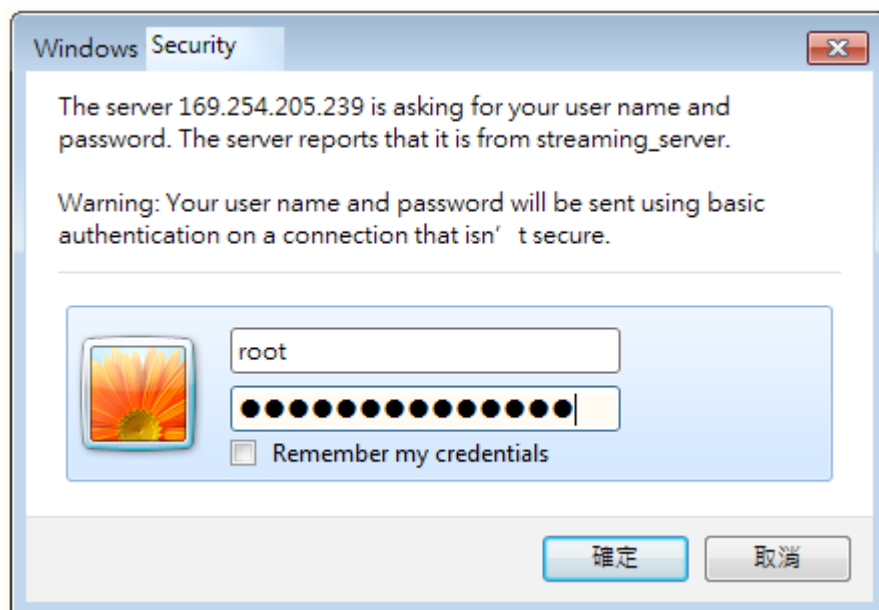 Windows Security
The server 169.254.205.239 is asking for your user name and
password. The server reports that it is from streaming_server.
Warning: Your user name and password will be sent using basic
authentication on a connection that isn’ t secure.
root
●●●●●●●●●●●●●●
Remember my credentials
確定
取消